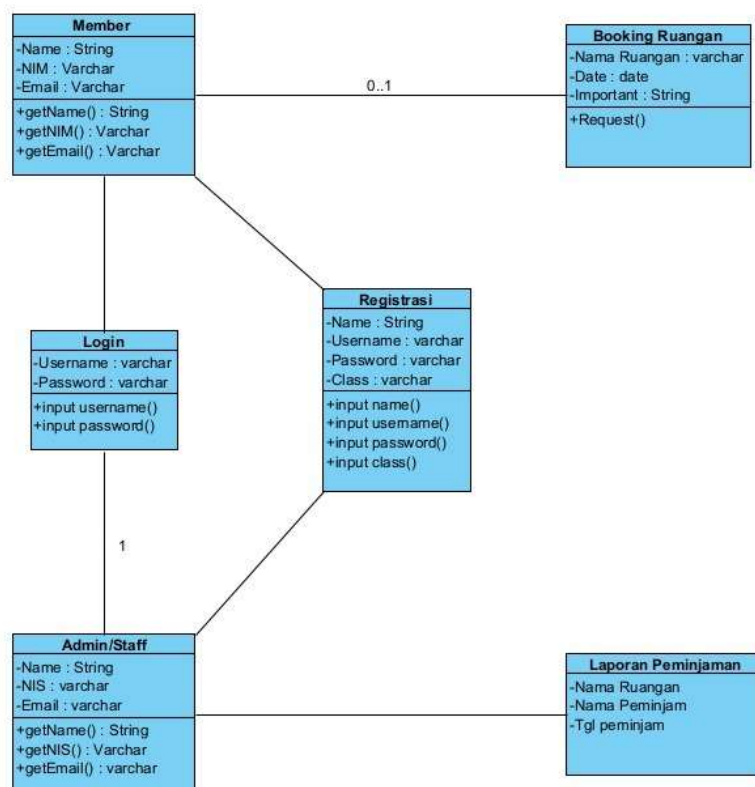 Member
-Name : String
-NIM : Varchar
-Email : Varchar
+getName() : String
+getNIM() : Varchar
+getEmail() : Varchar
0..1
Booking Ruangan
-Nama Ruangan : varchar
-Date : date
-Important : String
+Request()
Login
-Username : varchar
-Password : varchar
+input username()
+input password()
Registrasi
-Name : String
-Username : varchar
-Password : varchar
-Class : varchar
+input name()
+input username()
+input password()
+input class()
1
Admin/Staff
-Name : String
-NIS : varchar
-Email : varchar
+getName() : String
+getNIS() : Varchar
+getEmail() : varchar
Laporan Peminjaman
-Nama Ruangan
-Nama Peminjam
-Tgl peminjam